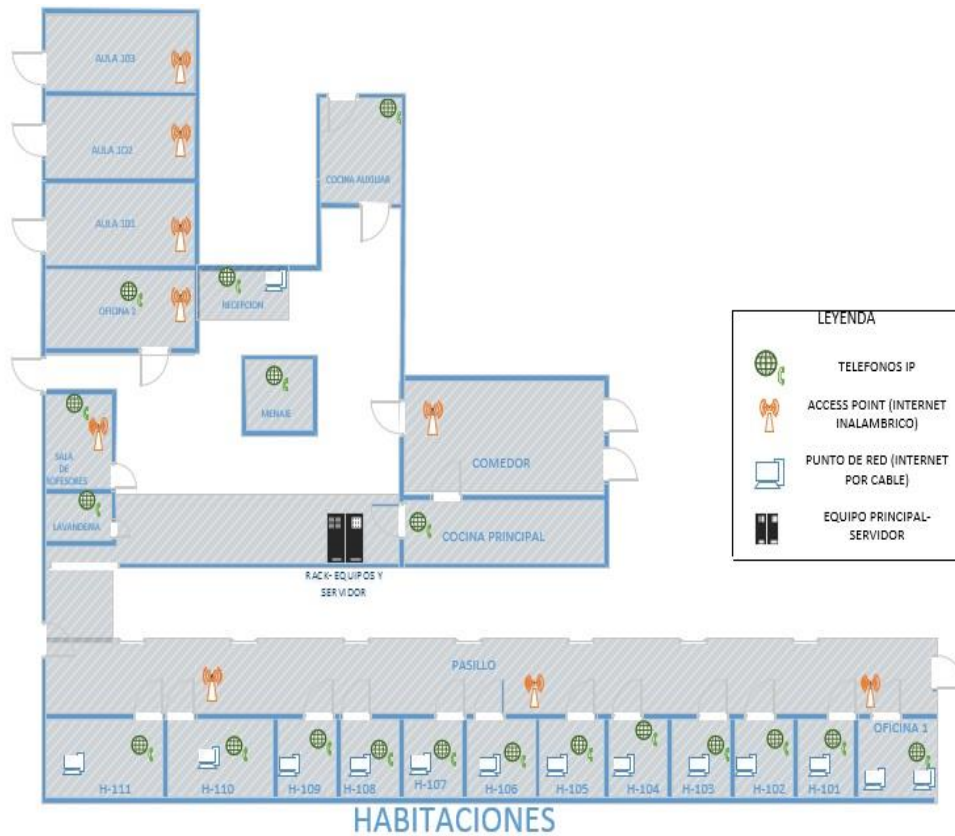 AULA 103
AULA 102
AULA 101
COCINA AUXILIAR
OFICINA 2
RECEPCION
MENAJE
SALA
DE
ROFESORES
LAVANDERIA
COMEDOR
COCINA PRINCIPAL
RACK- EQUIPOS Y
SERVIDOR
LEYENDA
TELEFONOS IP
ACCESS POINT (INTERNET
INALAMBRICO)
PUNTO DE RED (INTERNET
POR CABLE)
EQUIPO PRINCIPAL-
SERVIDOR
PASILLO
OFICINA 1
H-111
H-110
H-109
H-108
H-107
H-106
H-105
H-104
H-103
H-102
H-101
HABITACIONES